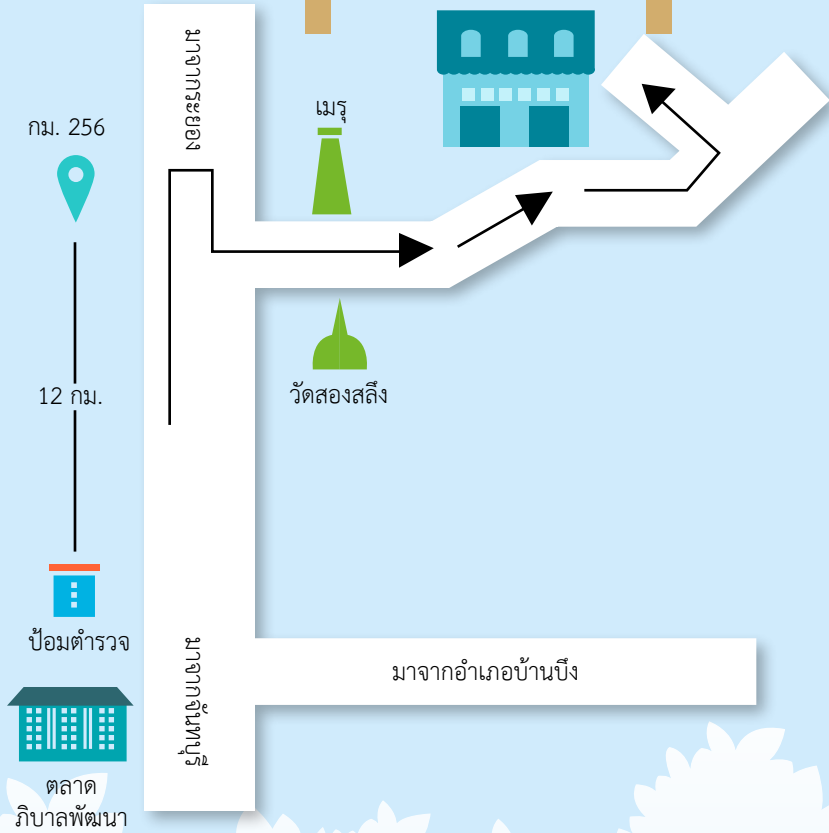 มาจากระยอง
กม. 256
เมรุ
12 กม.
วัดสองสลึง
ป้อมตำรวจ
มาจากจันทบุรี
มาจากอำเภอบ้านบึง
ตลาด
ภิบาลพัฒนา